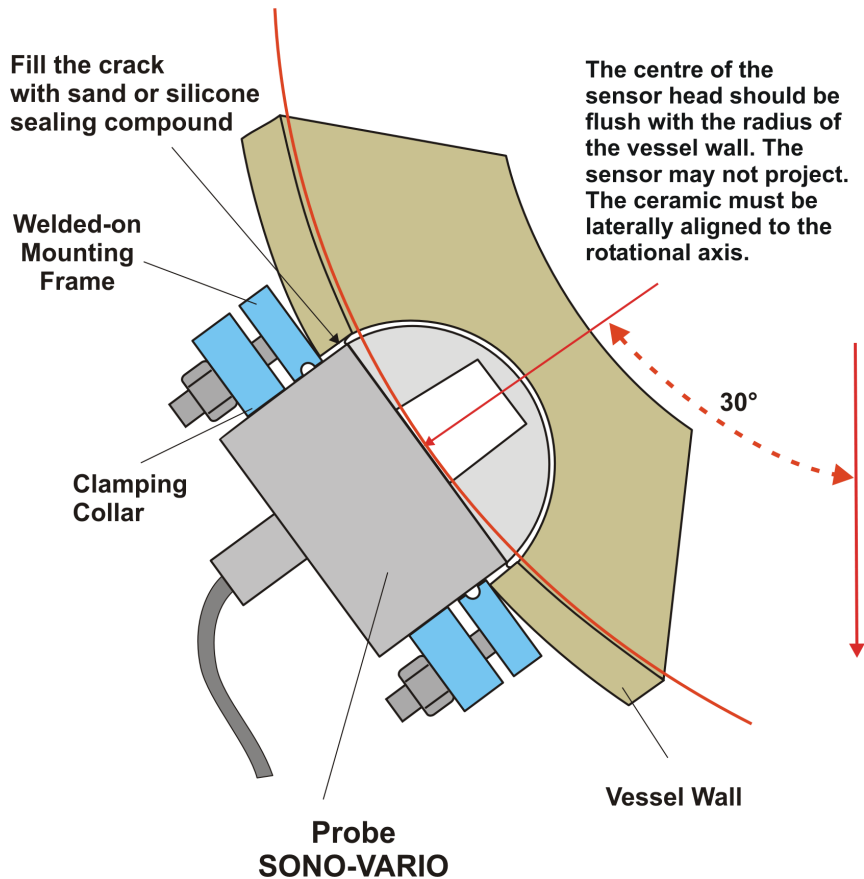 Fill the crack
with sand or silicone
sealing compound
The centre of the
sensor head should be
flush with the radius of
the vessel wall. The
sensor may not project.
The ceramic must be
laterally aligned to the
rotational axis.
Welded-on
Mounting
Frame
30°
Clamping
Collar
Vessel Wall
Probe
SONO-VARIO